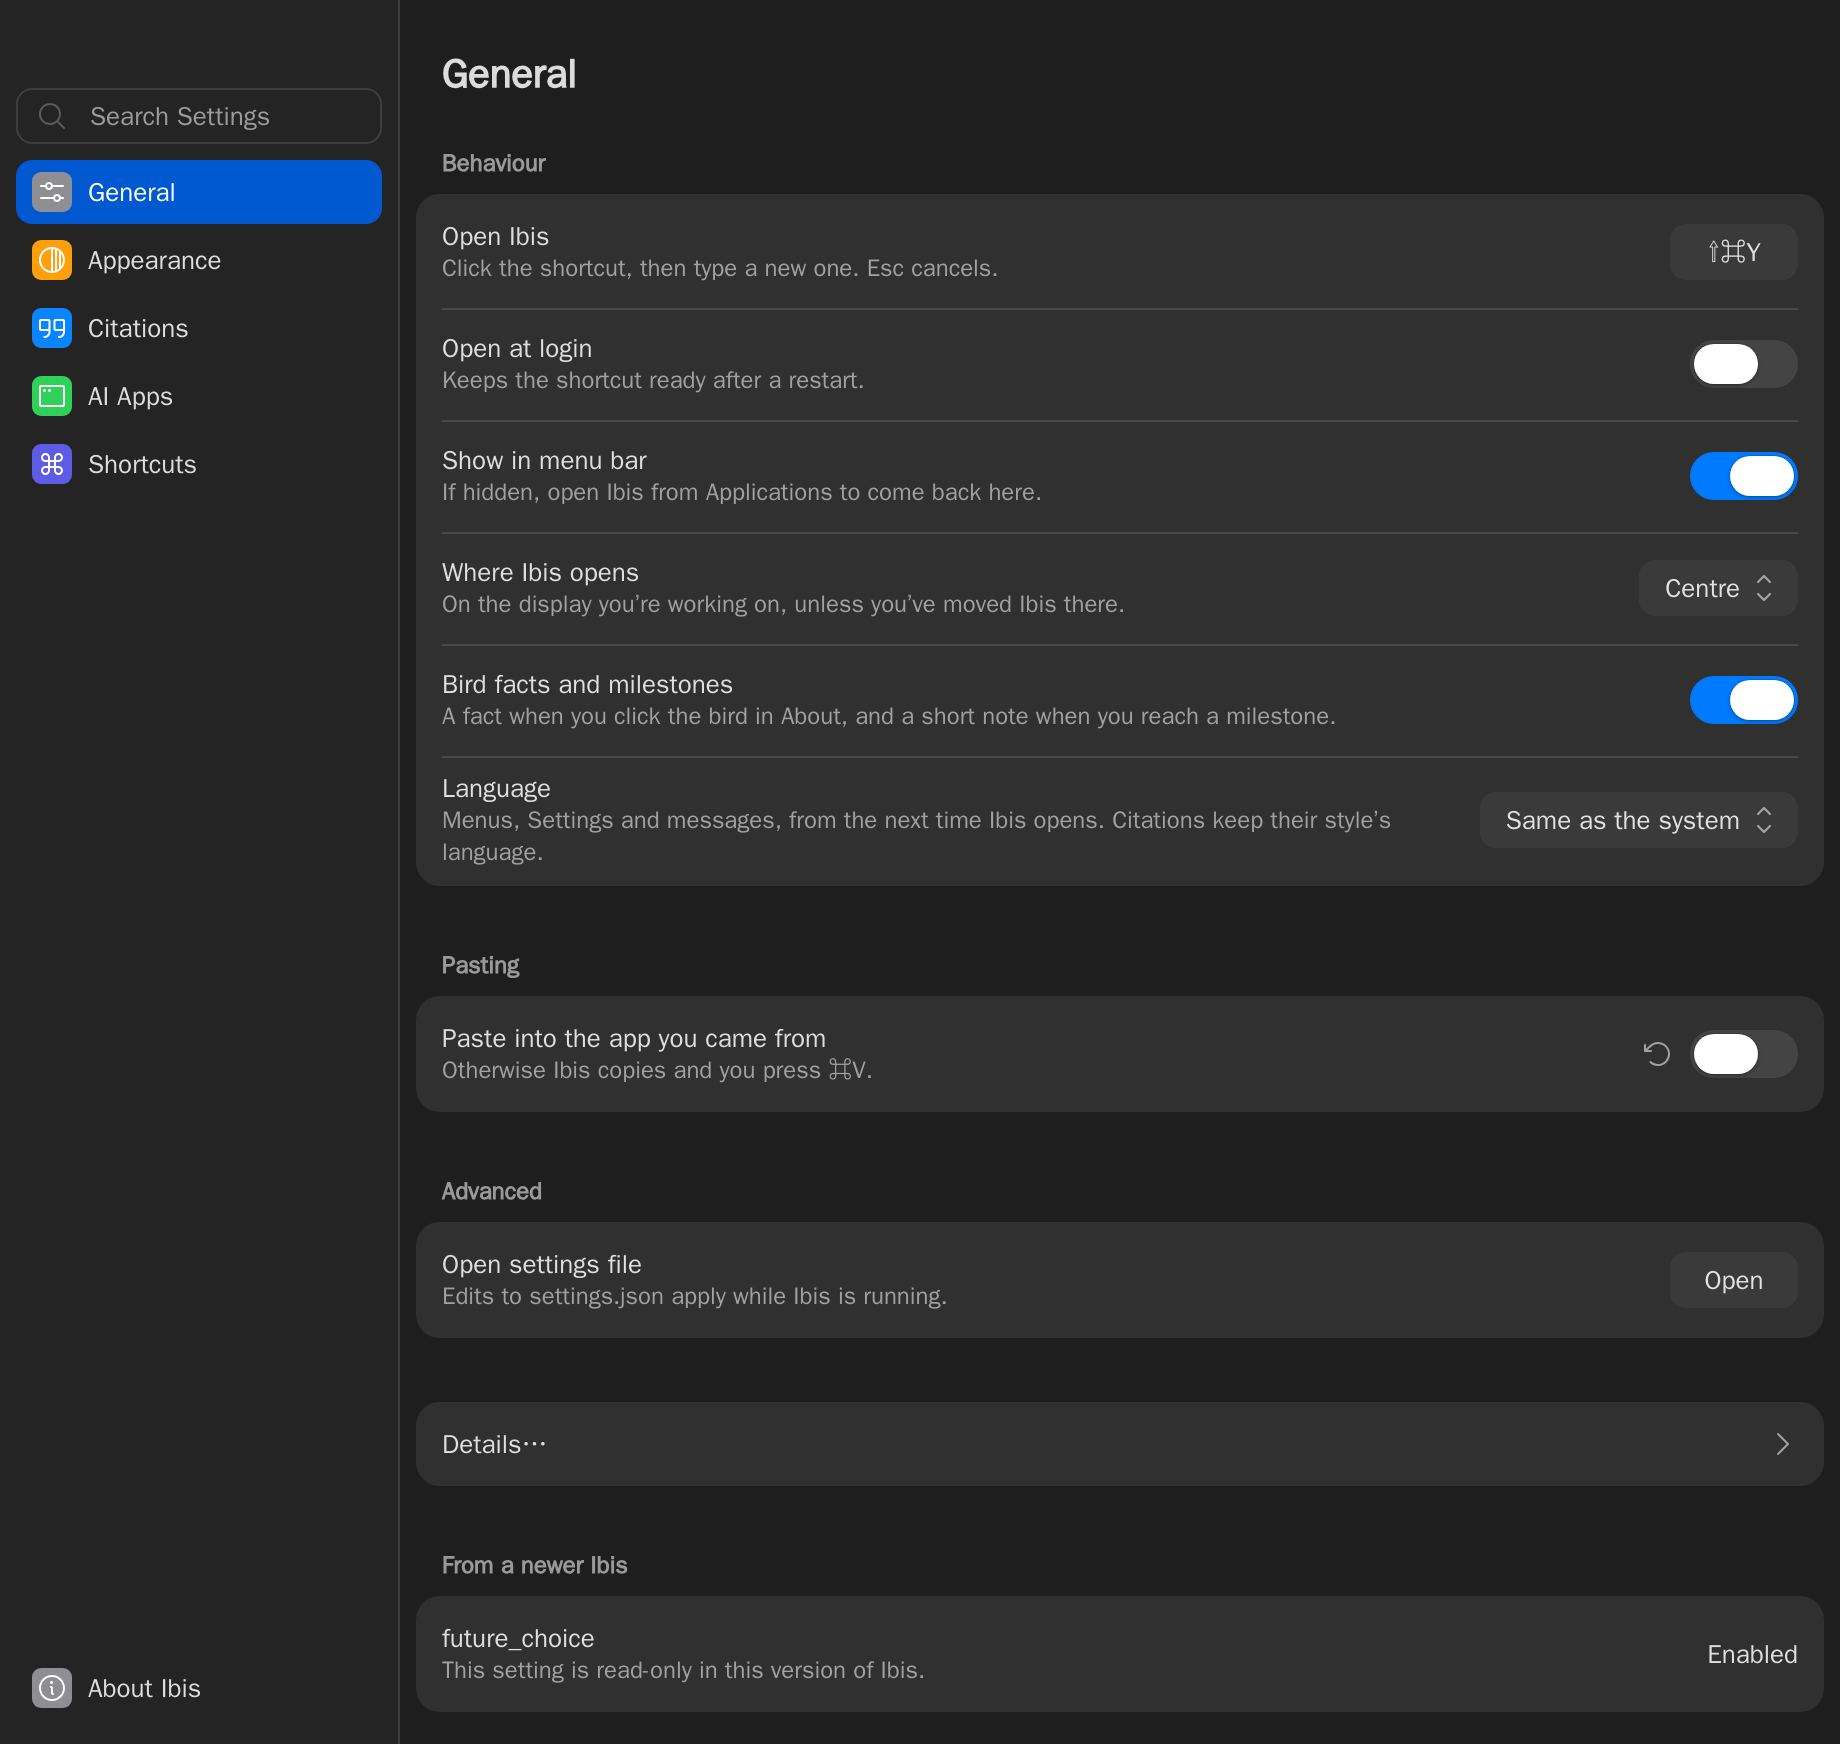 Search Settings
General
Appearance
Citations
AI Apps
Shortcuts
About Ibis
General
Behaviour
Open Ibis
Click the shortcut, then type a new one. Esc cancels.
⇧⌘Y
Open at login
Keeps the shortcut ready after a restart.
Show in menu bar
If hidden, open Ibis from Applications to come back here.
Where Ibis opens
On the display you’re working on, unless you’ve moved Ibis there.
Centre
Bird facts and milestones
A fact when you click the bird in About, and a short note when you reach a milestone.
Language
Menus, Settings and messages, from the next time Ibis opens. Citations keep their style’s
language.
Same as the system
Pasting
Paste into the app you came from
Otherwise Ibis copies and you press ⌘V.
Advanced
Open settings file
Edits to settings.json apply while Ibis is running.
Open
Details…
From a newer Ibis
future_choice
This setting is read-only in this version of Ibis.
Enabled